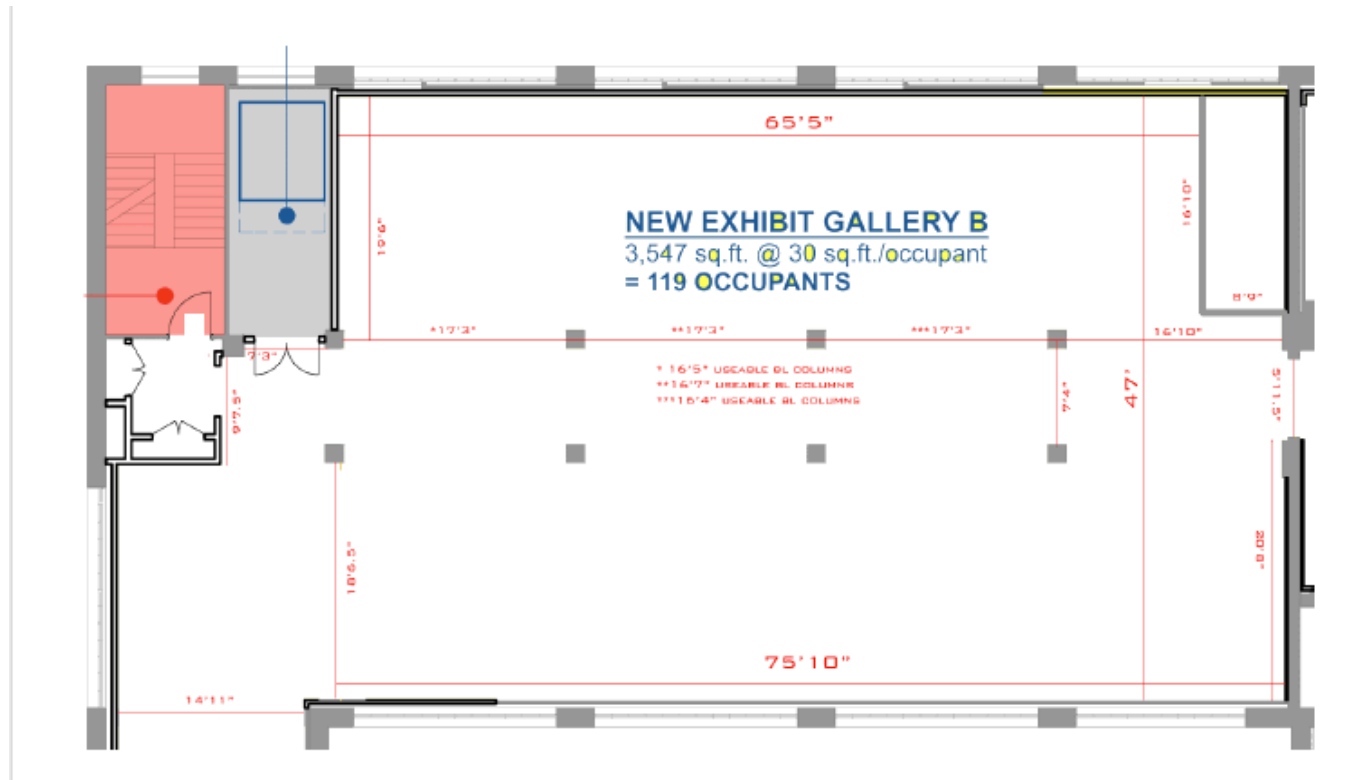 65'5"
NEW EXHIBIT GALLERY B
3,547 sq.ft. @ 30 sq.ft./occupant
= 119 OCCUPANTS
19'6"
16'10"
8'9"
*17'3"
**17'3"
***17'3"
16'10"
7'3"
* 16'5" USEABLE BL COLUMNS
**16'7" USEABLE BL COLUMNS
***16'4" USEABLE BL COLUMNS
9'7.5"
7'4"
47'
5'11.5"
18'6.5"
20'8"
75'10"
14'11"